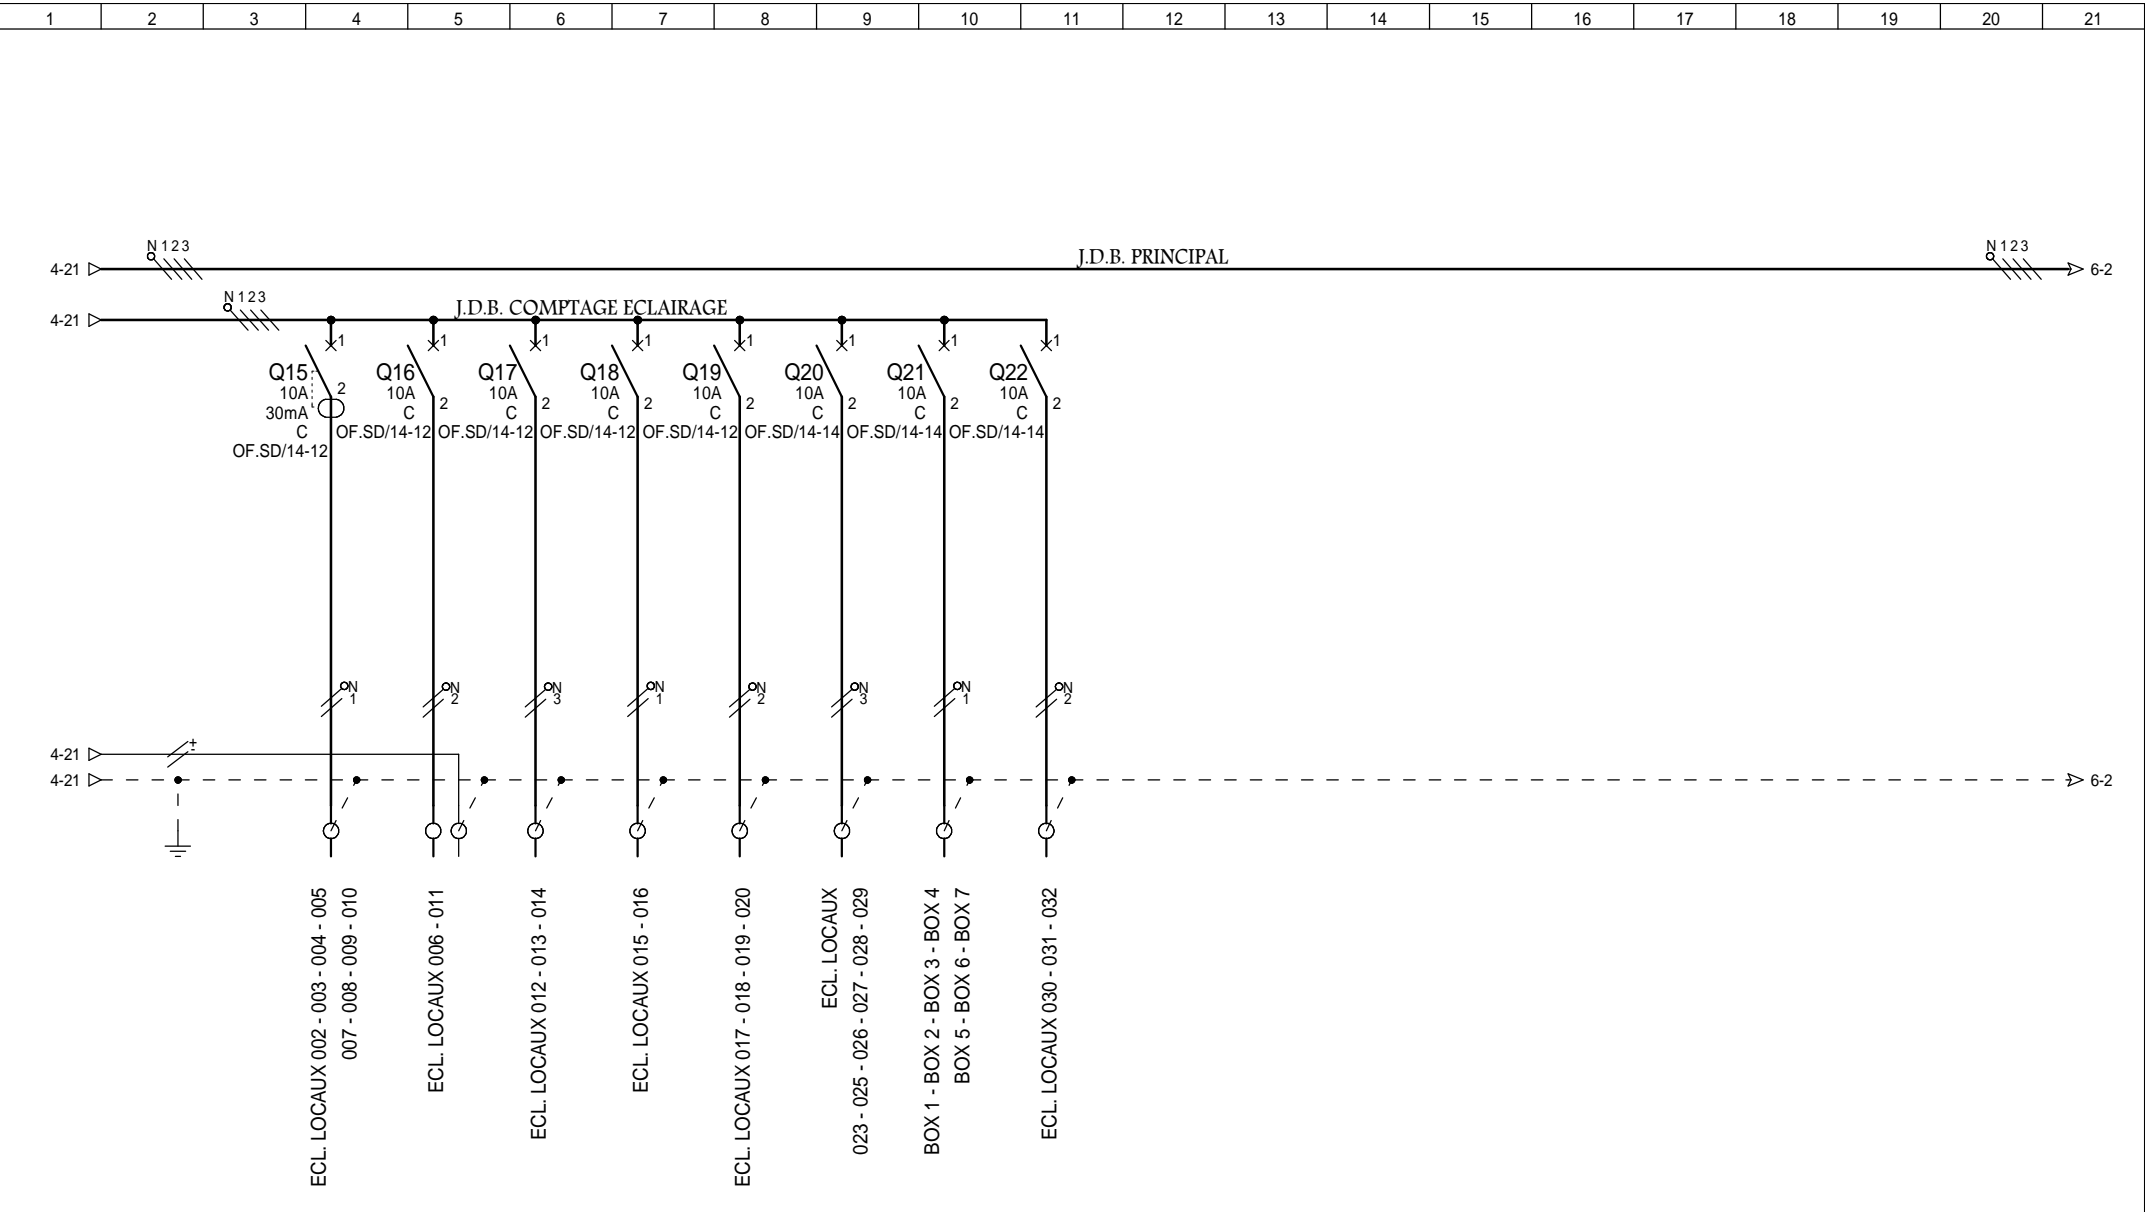 1 2 3 4 5 6 7 8 9 10 11 12 13 14 15 16 17 18 19 20 21
N 1 2 3
J.D.B. PRINCIPAL
N 1 2 3
4-21
6-2
N 1 2 3
J.D.B. COMPTAGE ECLAIRAGE
4-21
1 1 1 1 1 1 1 1
Q15 Q16 Q17 Q18 Q19 Q20 Q21 Q22
10A 10A 10A 10A 10A 10A 10A 10A
2 2 2 2 2 2 2 2
30mA C C C C C C C
C OF.SD/14-12 OF.SD/14-12 OF.SD/14-12 OF.SD/14-12 OF.SD/14-14 OF.SD/14-14 OF.SD/14-14
OF.SD/14-12
N N N N N N N N
1 2 3 1 2 3 1 2
+
-
4-21
4-21
6-2
ECL. LOCAUX 002 - 003 - 004 - 005
007 - 008 - 009 - 010
ECL. LOCAUX 006 - 011
ECL. LOCAUX 012 - 013 - 014
ECL. LOCAUX 015 - 016
ECL. LOCAUX 017 - 018 - 019 - 020
ECL. LOCAUX
023 - 025 - 026 - 027 - 028 - 029
BOX 1 - BOX 2 - BOX 3 - BOX 4
BOX 5 - BOX 6 - BOX 7
ECL. LOCAUX 030 - 031 - 032